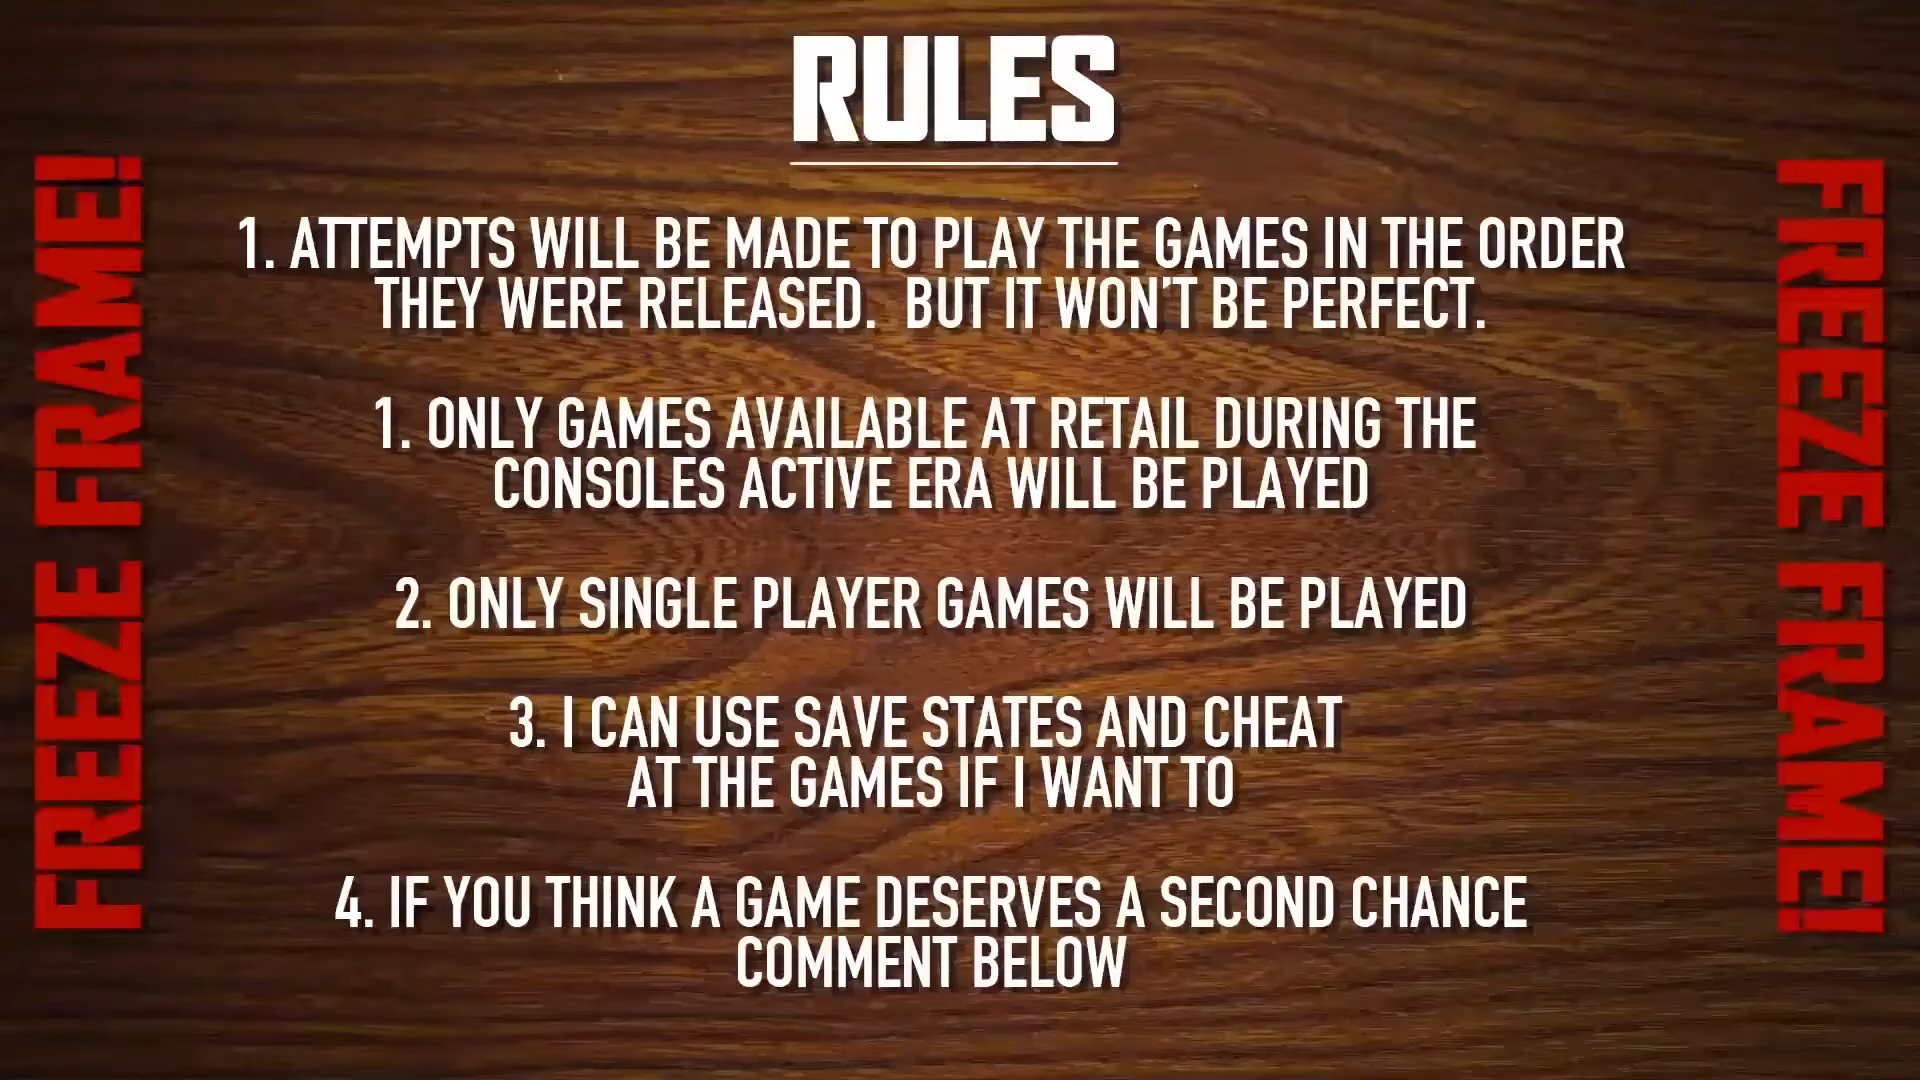 RULES
FREEZE FRAME!
1. ATTEMPTS WILL BE MADE TO PLAY THE GAMES IN THE ORDER
THEY WERE RELEASED.  BUT IT WON'T BE PERFECT.
1. ONLY GAMES AVAILABLE AT RETAIL DURING THE
CONSOLES ACTIVE ERA WILL BE PLAYED
2. ONLY SINGLE PLAYER GAMES WILL BE PLAYED
3. I CAN USE SAVE STATES AND CHEAT
AT THE GAMES IF I WANT TO
4. IF YOU THINK A GAME DESERVES A SECOND CHANCE
COMMENT BELOW
FREEZE FRAME!